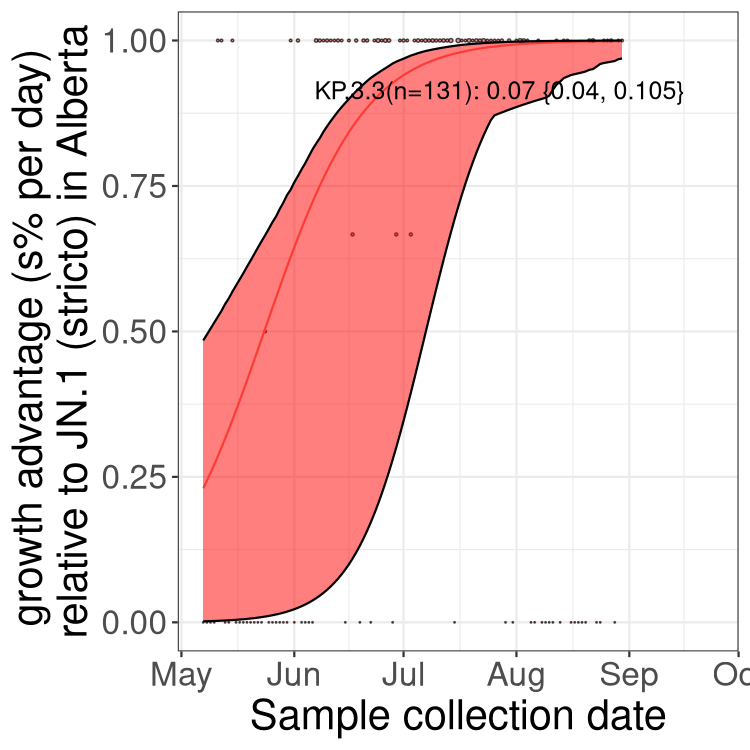 growth advantage (s% per day)
relative to JN.1 (stricto) in Alberta
1.00
0.75
0.50
0.25
0.00
KP.3.3(n=131): 0.07 {0.04, 0.105}
May Jun Jul Aug Sep Oc
Sample collection date